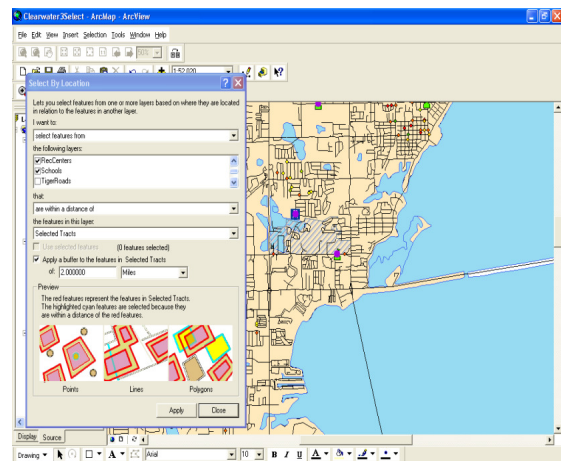 Clearwater3Select - ArcMap - ArcView
File Edit View Insert Selection Tools Window Help
1:52,020
Select By Location
Lets you select features from one or more layers based on where they are located
in relation to the features in another layer.
I want to:
select features from
the following layers:
RecCenters
Schools
TigerRoads
that:
are within a distance of
the features in this layer:
Selected Tracts
Use selected features (0 features selected)
Apply a buffer to the features in Selected Tracts
of: 2.000000 Miles
Preview
The red features represent the features in Selected Tracts.
The highlighted cyan features are selected because they
are within a distance of the red features.
Points Lines Polygons
Apply Close
Display Source
Drawing A Arial 10 B I U A